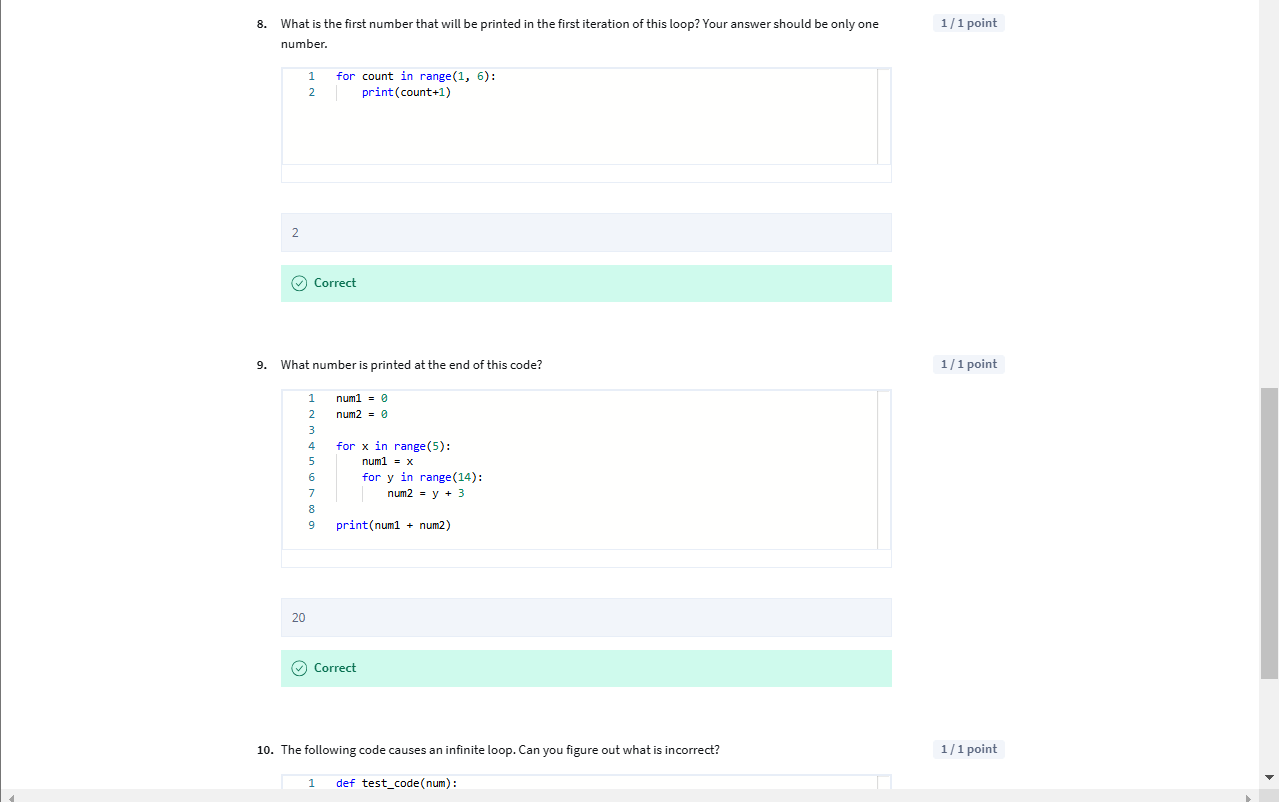 8. What is the first number that will be printed in the first iteration of this loop? Your answer should be only one
number.
1 / 1 point
1 for count in range(1, 6):
2     print(count+1)
2
Correct
9. What number is printed at the end of this code?
1 / 1 point
1 num1 = 0
2 num2 = 0
3
4 for x in range(5):
5     num1 = x
6     for y in range(14):
7         num2 = y + 3
8
9 print(num1 + num2)
20
Correct
10. The following code causes an infinite loop. Can you figure out what is incorrect?
1 / 1 point
1 def test_code(num):